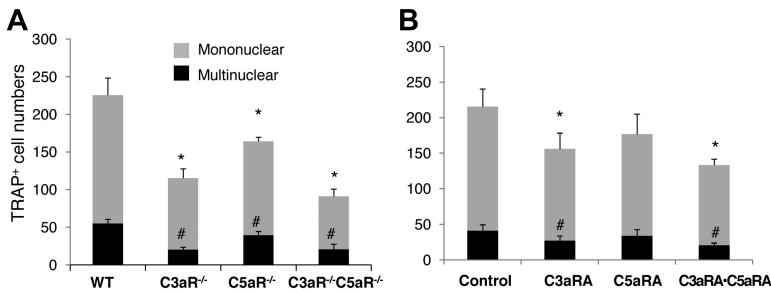 A
B
TRAP⁺ cell numbers
300
250
200
150
100
50
0
Mononuclear
Multinuclear
*
*
*
#
#
#
WT
C3aR⁻/⁻
C5aR⁻/⁻
C3aR⁻/⁻C5aR⁻/⁻
300
250
200
150
100
50
0
*
*
#
#
Control
C3aRA
C5aRA
C3aRA•C5aRA